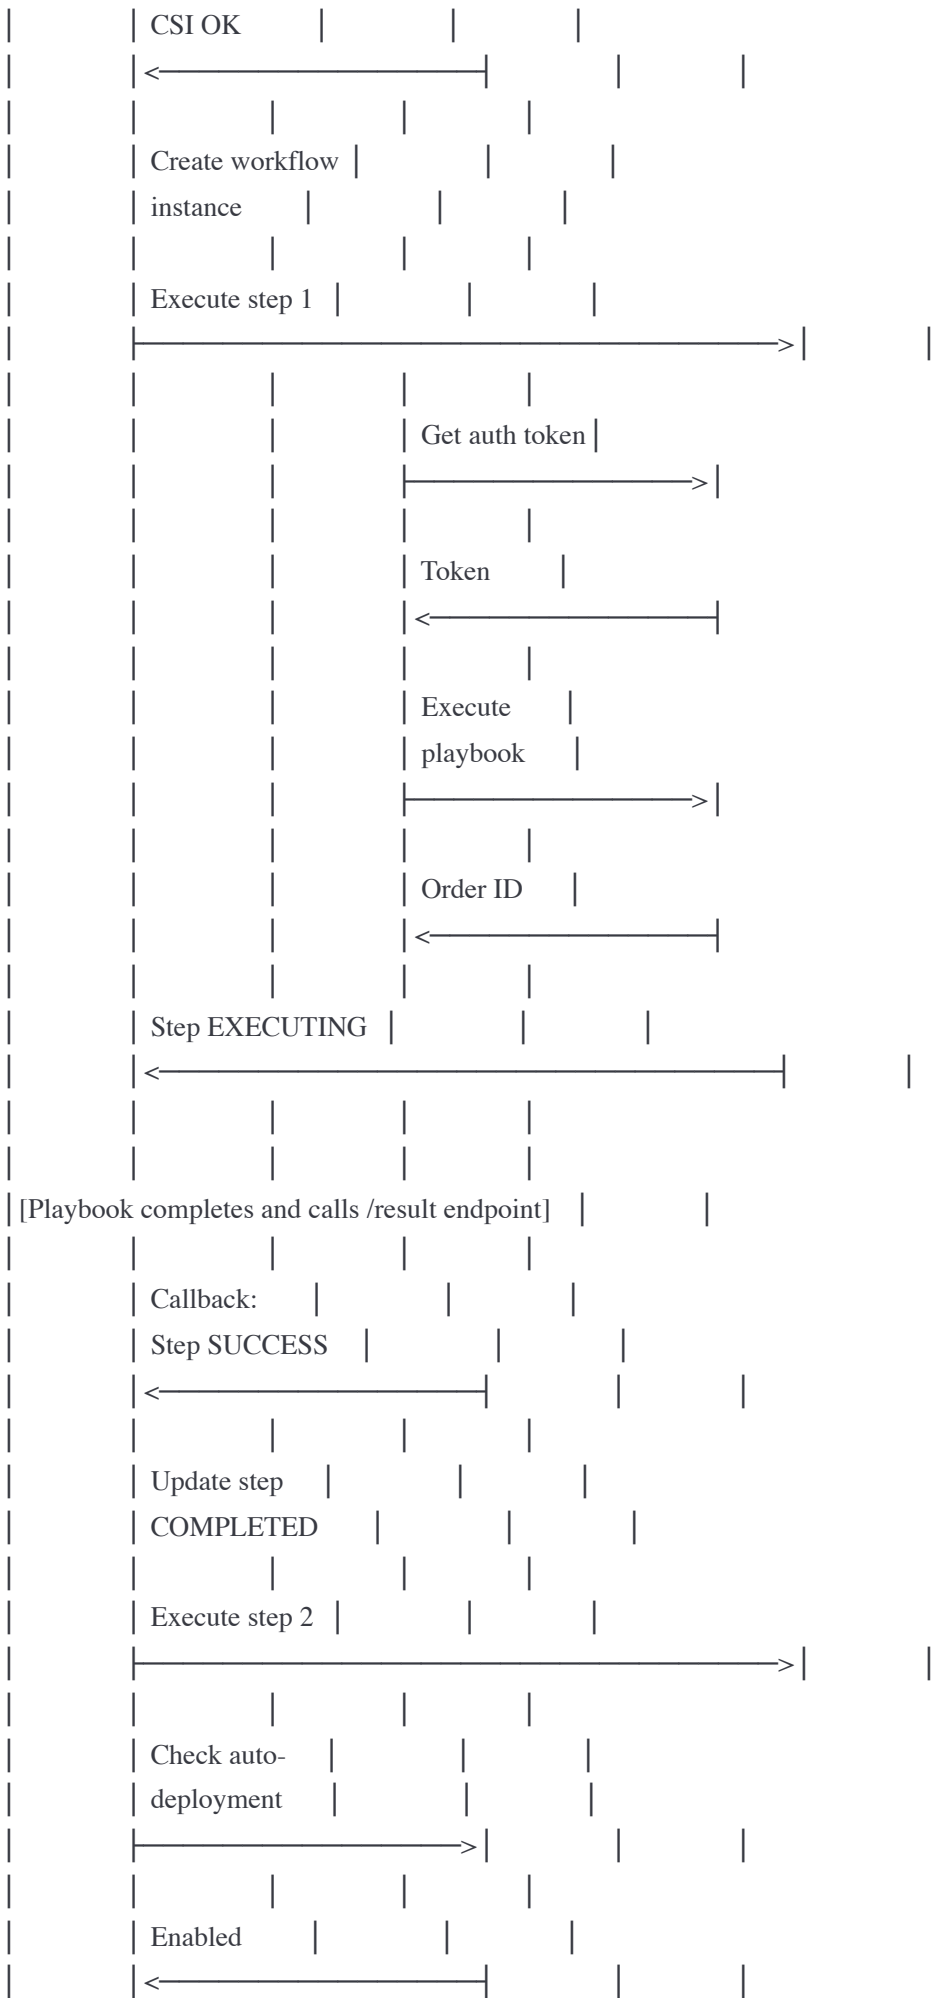 CSI OK
Create workflow
instance
Execute step 1
Get auth token
Token
Execute
playbook
Order ID
Step EXECUTING
[Playbook completes and calls /result endpoint]
Callback:
Step SUCCESS
Update step
COMPLETED
Execute step 2
Check auto-
deployment
Enabled